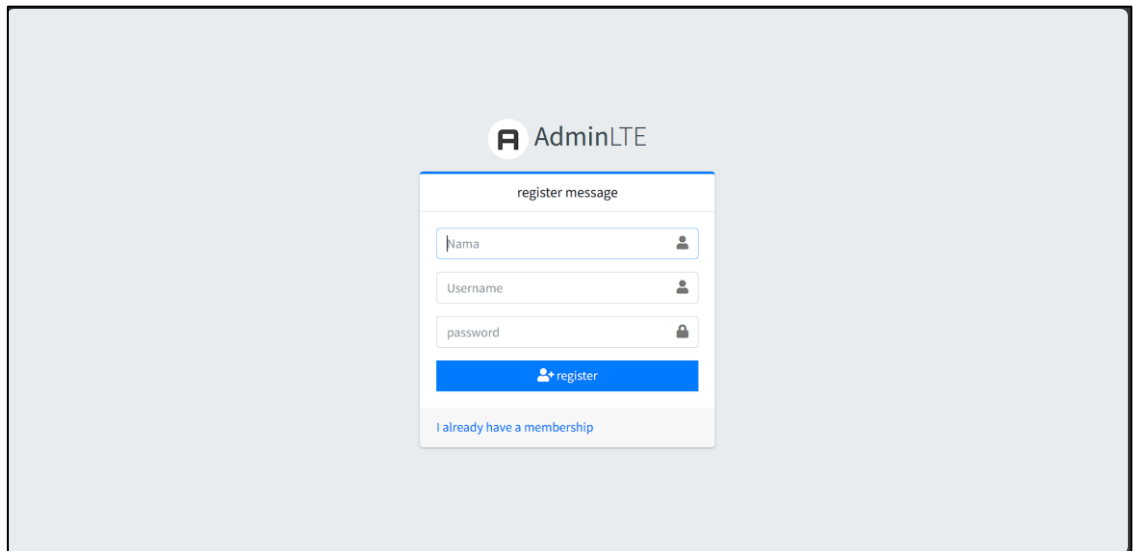 AdminLTE
register message
Nama
Username
password
register
I already have a membership